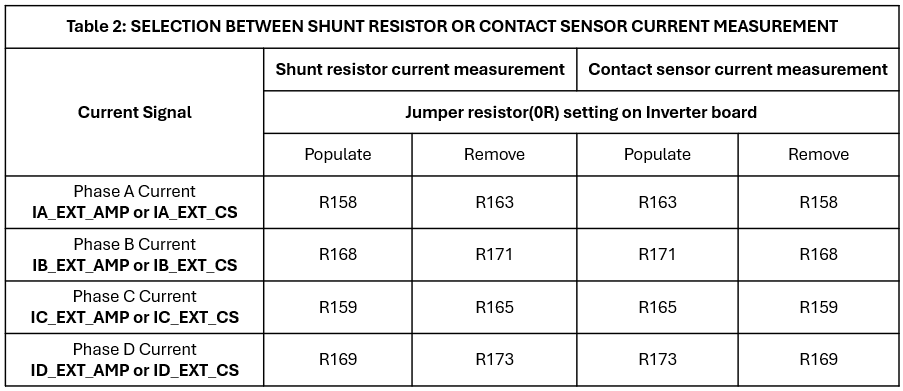 Table 2: SELECTION BETWEEN SHUNT RESISTOR OR CONTACT SENSOR CURRENT MEASUREMENT
Current Signal
Shunt resistor current measurement
Contact sensor current measurement
Jumper resistor(0R) setting on Inverter board
Populate
Remove
Populate
Remove
Phase A Current
IA_EXT_AMP or IA_EXT_CS
R158
R163
R163
R158
Phase B Current
IB_EXT_AMP or IB_EXT_CS
R168
R171
R171
R168
Phase C Current
IC_EXT_AMP or IC_EXT_CS
R159
R165
R165
R159
Phase D Current
ID_EXT_AMP or ID_EXT_CS
R169
R173
R173
R169